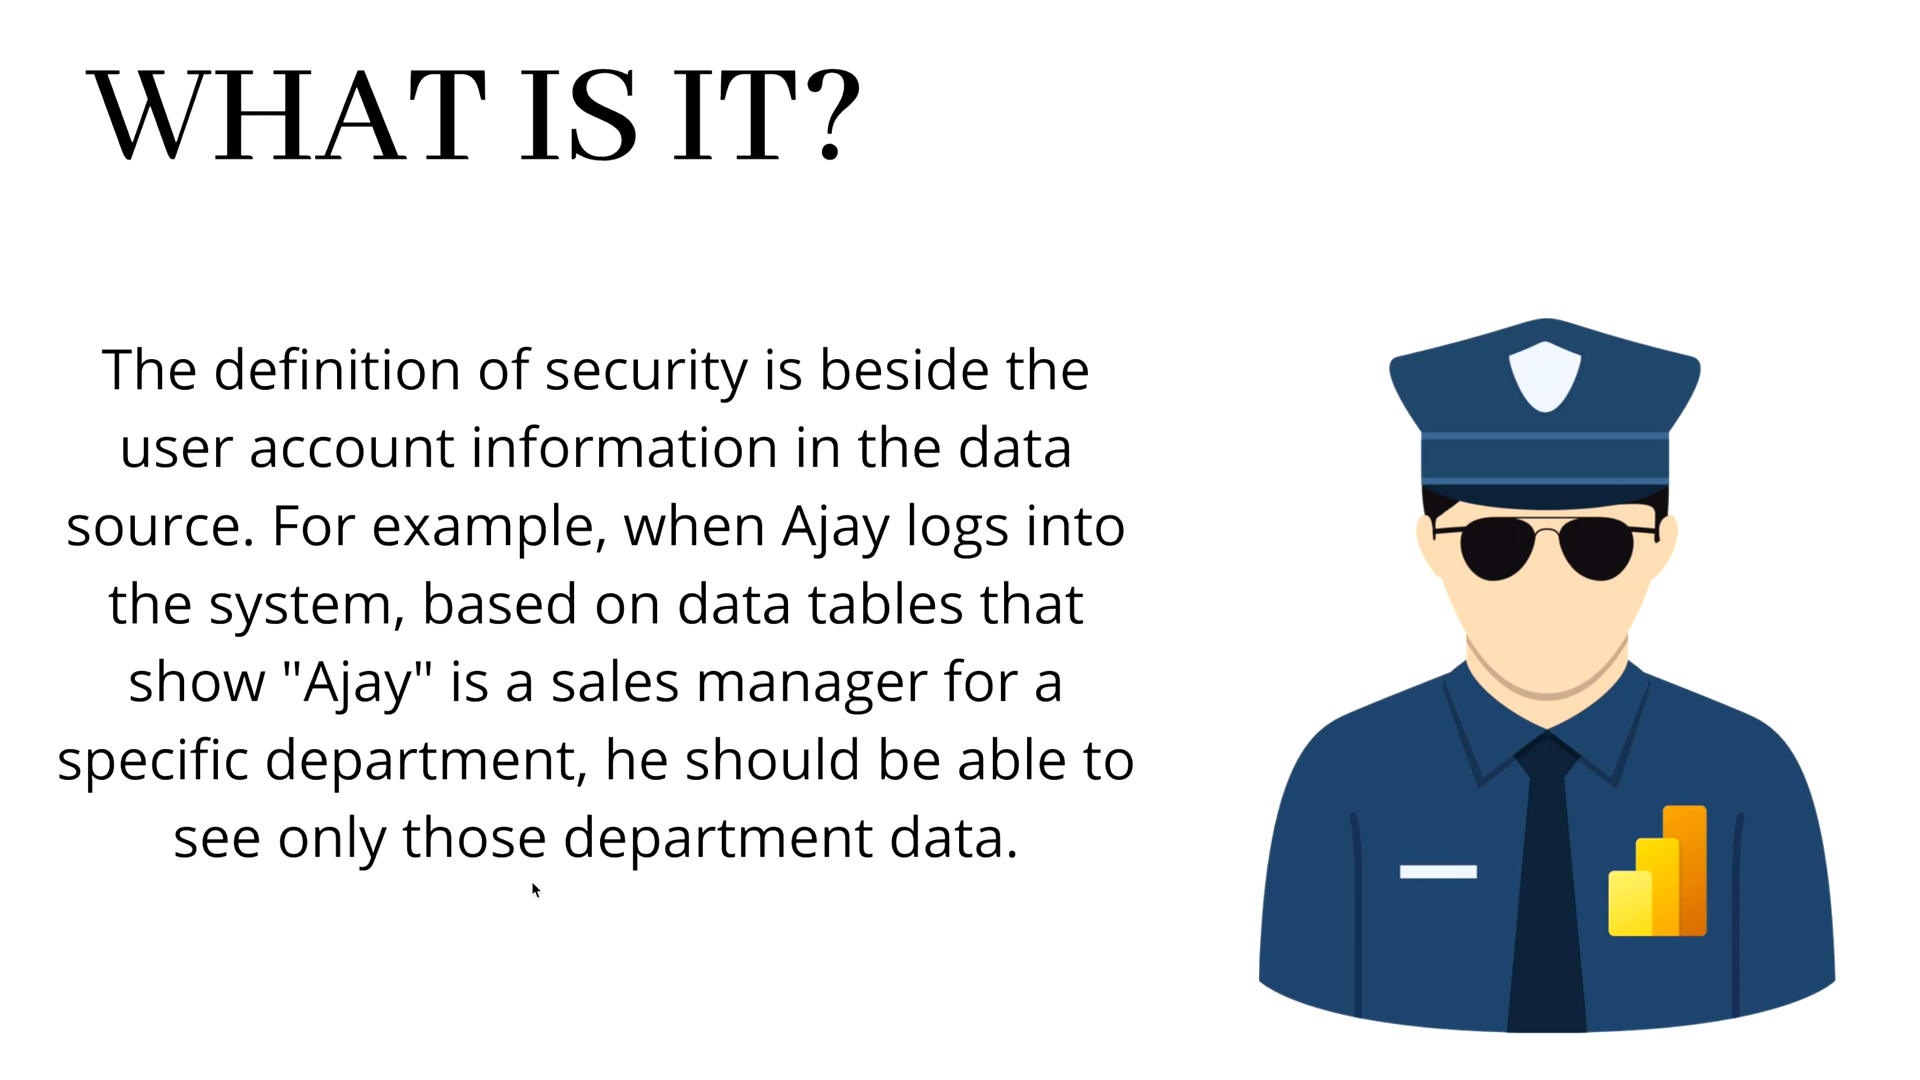 WHAT IS IT?
The definition of security is beside the
user account information in the data
source. For example, when Ajay logs into
the system, based on data tables that
show "Ajay" is a sales manager for a
specific department, he should be able to
see only those department data.